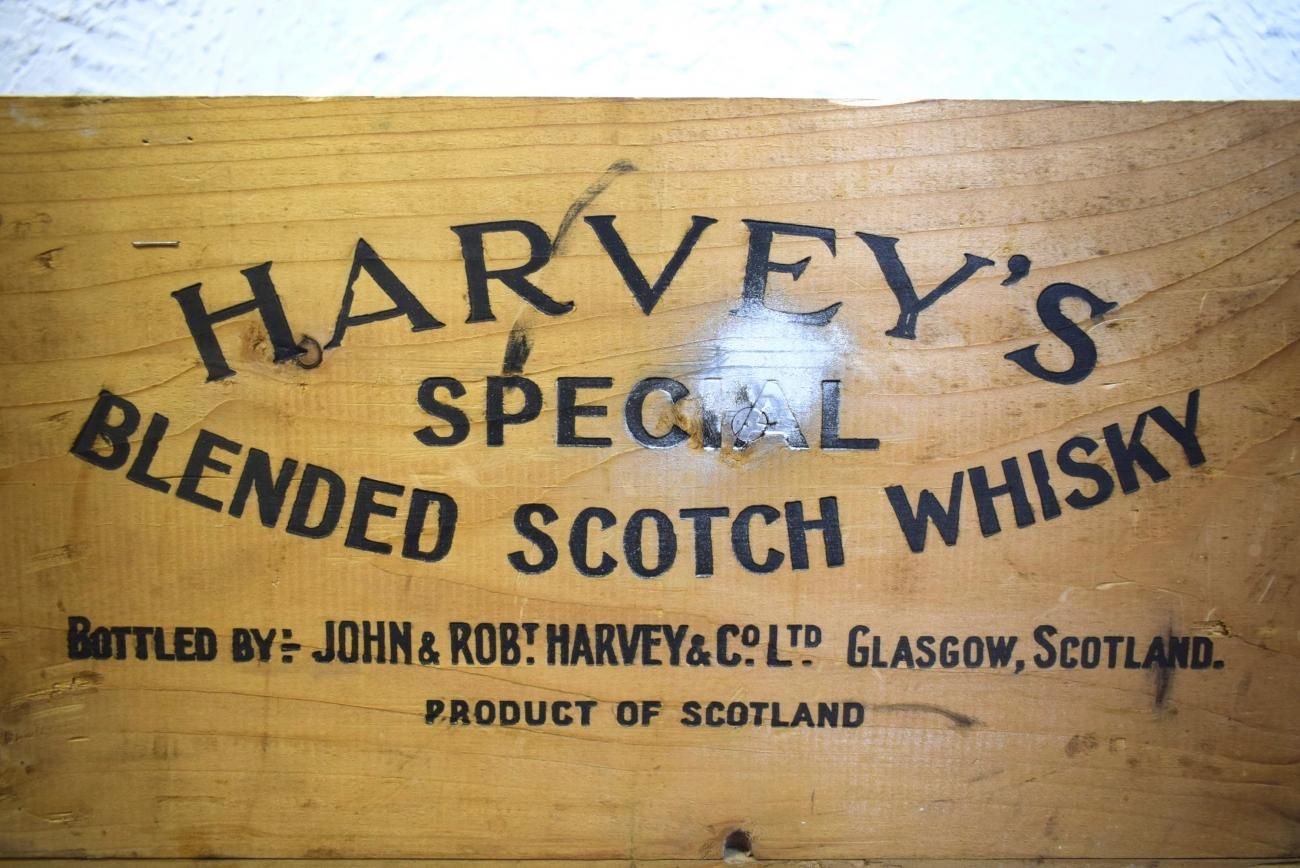 HARVEY'S
SPECIAL
BLENDED SCOTCH WHISKY
BOTTLED BY:- JOHN & ROBT. HARVEY & CO. LTD GLASGOW, SCOTLAND.
PRODUCT OF SCOTLAND